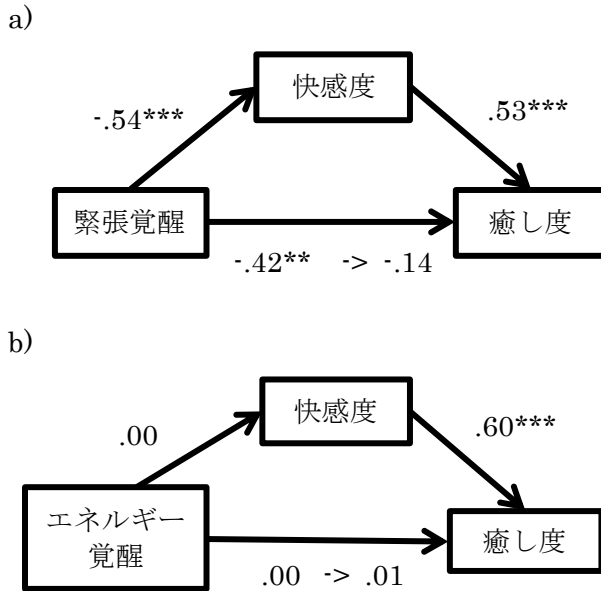 a)
快感度
-.54***
.53***
緊張覚醒
癒し度
-.42** -> -.14
b)
快感度
.00
.60***
エネルギー
覚醒
癒し度
.00 -> .01